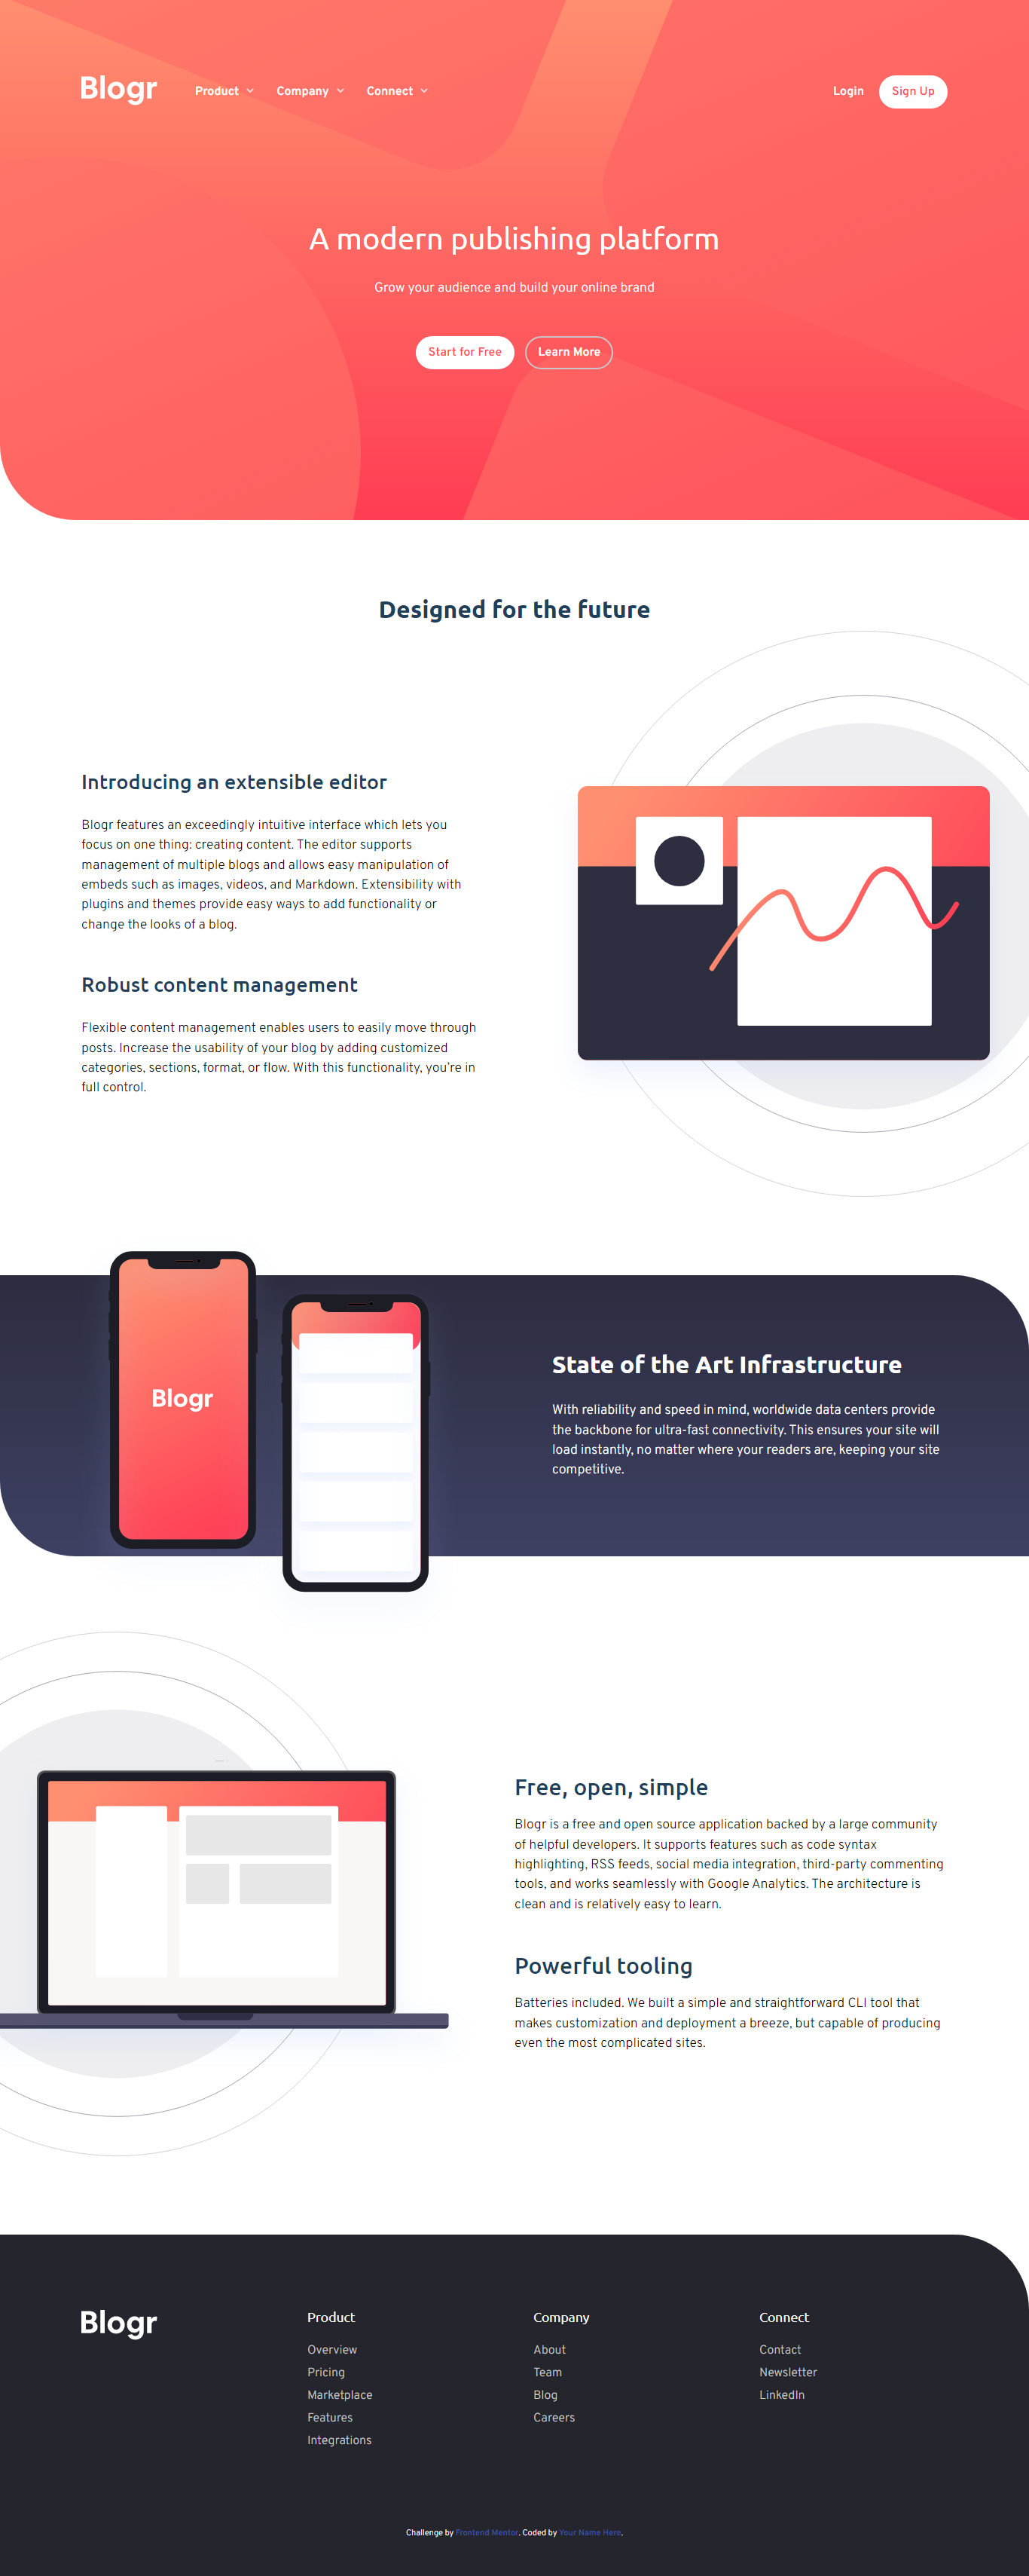 Blogr Product Company Connect Login Sign Up
A modern publishing platform
Grow your audience and build your online brand
Start for Free Learn More
Designed for the future
Introducing an extensible editor
Blogr features an exceedingly intuitive interface which lets you
focus on one thing: creating content. The editor supports
management of multiple blogs and allows easy manipulation of
embeds such as images, videos, and Markdown. Extensibility with
plugins and themes provide easy ways to add functionality or
change the looks of a blog.
Robust content management
Flexible content management enables users to easily move through
posts. Increase the usability of your blog by adding customized
categories, sections, format, or flow. With this functionality, you're in
full control.
Blogr
State of the Art Infrastructure
With reliability and speed in mind, worldwide data centers provide
the backbone for ultra-fast connectivity. This ensures your site will
load instantly, no matter where your readers are, keeping your site
competitive.
Free, open, simple
Blogr is a free and open source application backed by a large community
of helpful developers. It supports features such as code syntax
highlighting, RSS feeds, social media integration, third-party commenting
tools, and works seamlessly with Google Analytics. The architecture is
clean and is relatively easy to learn.
Powerful tooling
Batteries included. We built a simple and straightforward CLI tool that
makes customization and deployment a breeze, but capable of producing
even the most complicated sites.
Blogr
Product
Overview
Pricing
Marketplace
Features
Integrations
Company
About
Team
Blog
Careers
Connect
Contact
Newsletter
LinkedIn
Challenge by Frontend Mentor. Coded by Your Name Here.